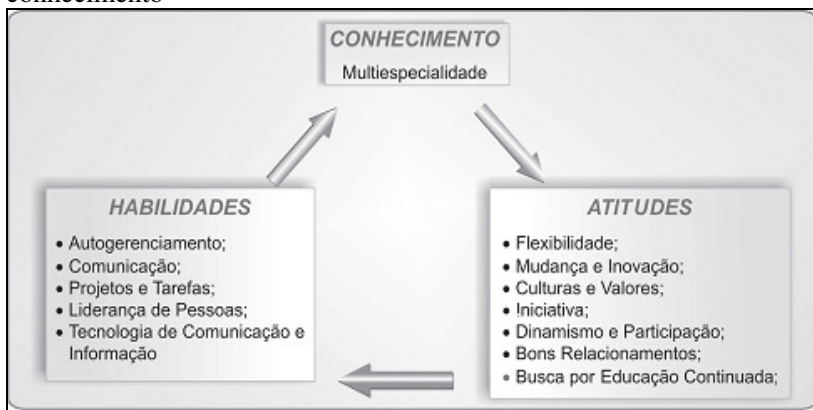 conhecimento
CONHECIMENTO
Multiespecialidade
HABILIDADES
• Autogerenciamento;
• Comunicação;
• Projetos e Tarefas;
• Liderança de Pessoas;
• Tecnologia de Comunicação e
Informação
ATITUDES
• Flexibilidade;
• Mudança e Inovação;
• Culturas e Valores;
• Iniciativa;
• Dinamismo e Participação;
• Bons Relacionamentos;
• Busca por Educação Continuada;